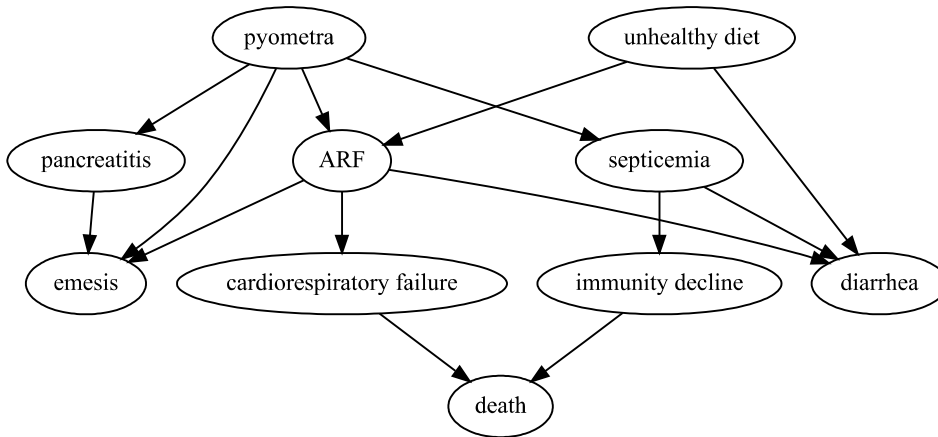 pyometra
unhealthy diet
pancreatitis
ARF
septicemia
emesis
cardiorespiratory failure
immunity decline
diarrhea
death